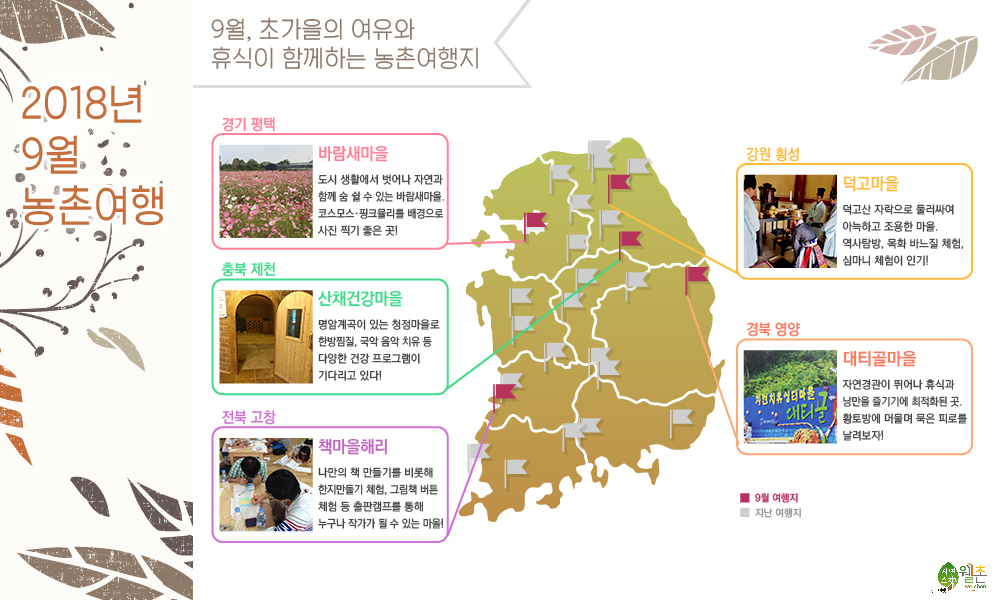 2018년
9월
농촌여행
9월, 초가을의 여유와
휴식이 함께하는 농촌여행지
경기 평택
바람새마을
도시 생활에서 벗어나 자연과
함께 숨 쉴 수 있는 바람새마을.
코스모스·핑크뮬리를 배경으로
사진 찍기 좋은 곳!
충북 제천
산채건강마을
명암계곡이 있는 청정마을로
한방찜질, 국악 음악 치유 등
다양한 건강 프로그램이
기다리고 있다!
전북 고창
책마을해리
나만의 책 만들기를 비롯해
한지만들기 체험, 그림책 버튼
체험 등 출판캠프를 통해
누구나 작가가 될 수 있는 마을!
강원 횡성
덕고마을
덕고산 자락으로 둘러싸여
아늑하고 조용한 마을.
역사탐방, 목화 바느질 체험,
심마니 체험이 인기!
경북 영양
대티골마을
자연치유생태마을
대티골
자연경관이 뛰어나 휴식과
낭만을 즐기기에 최적화된 곳.
황토방에 머물며 묵은 피로를
날려보자!
9월 여행지
지난 여행지
웰촌